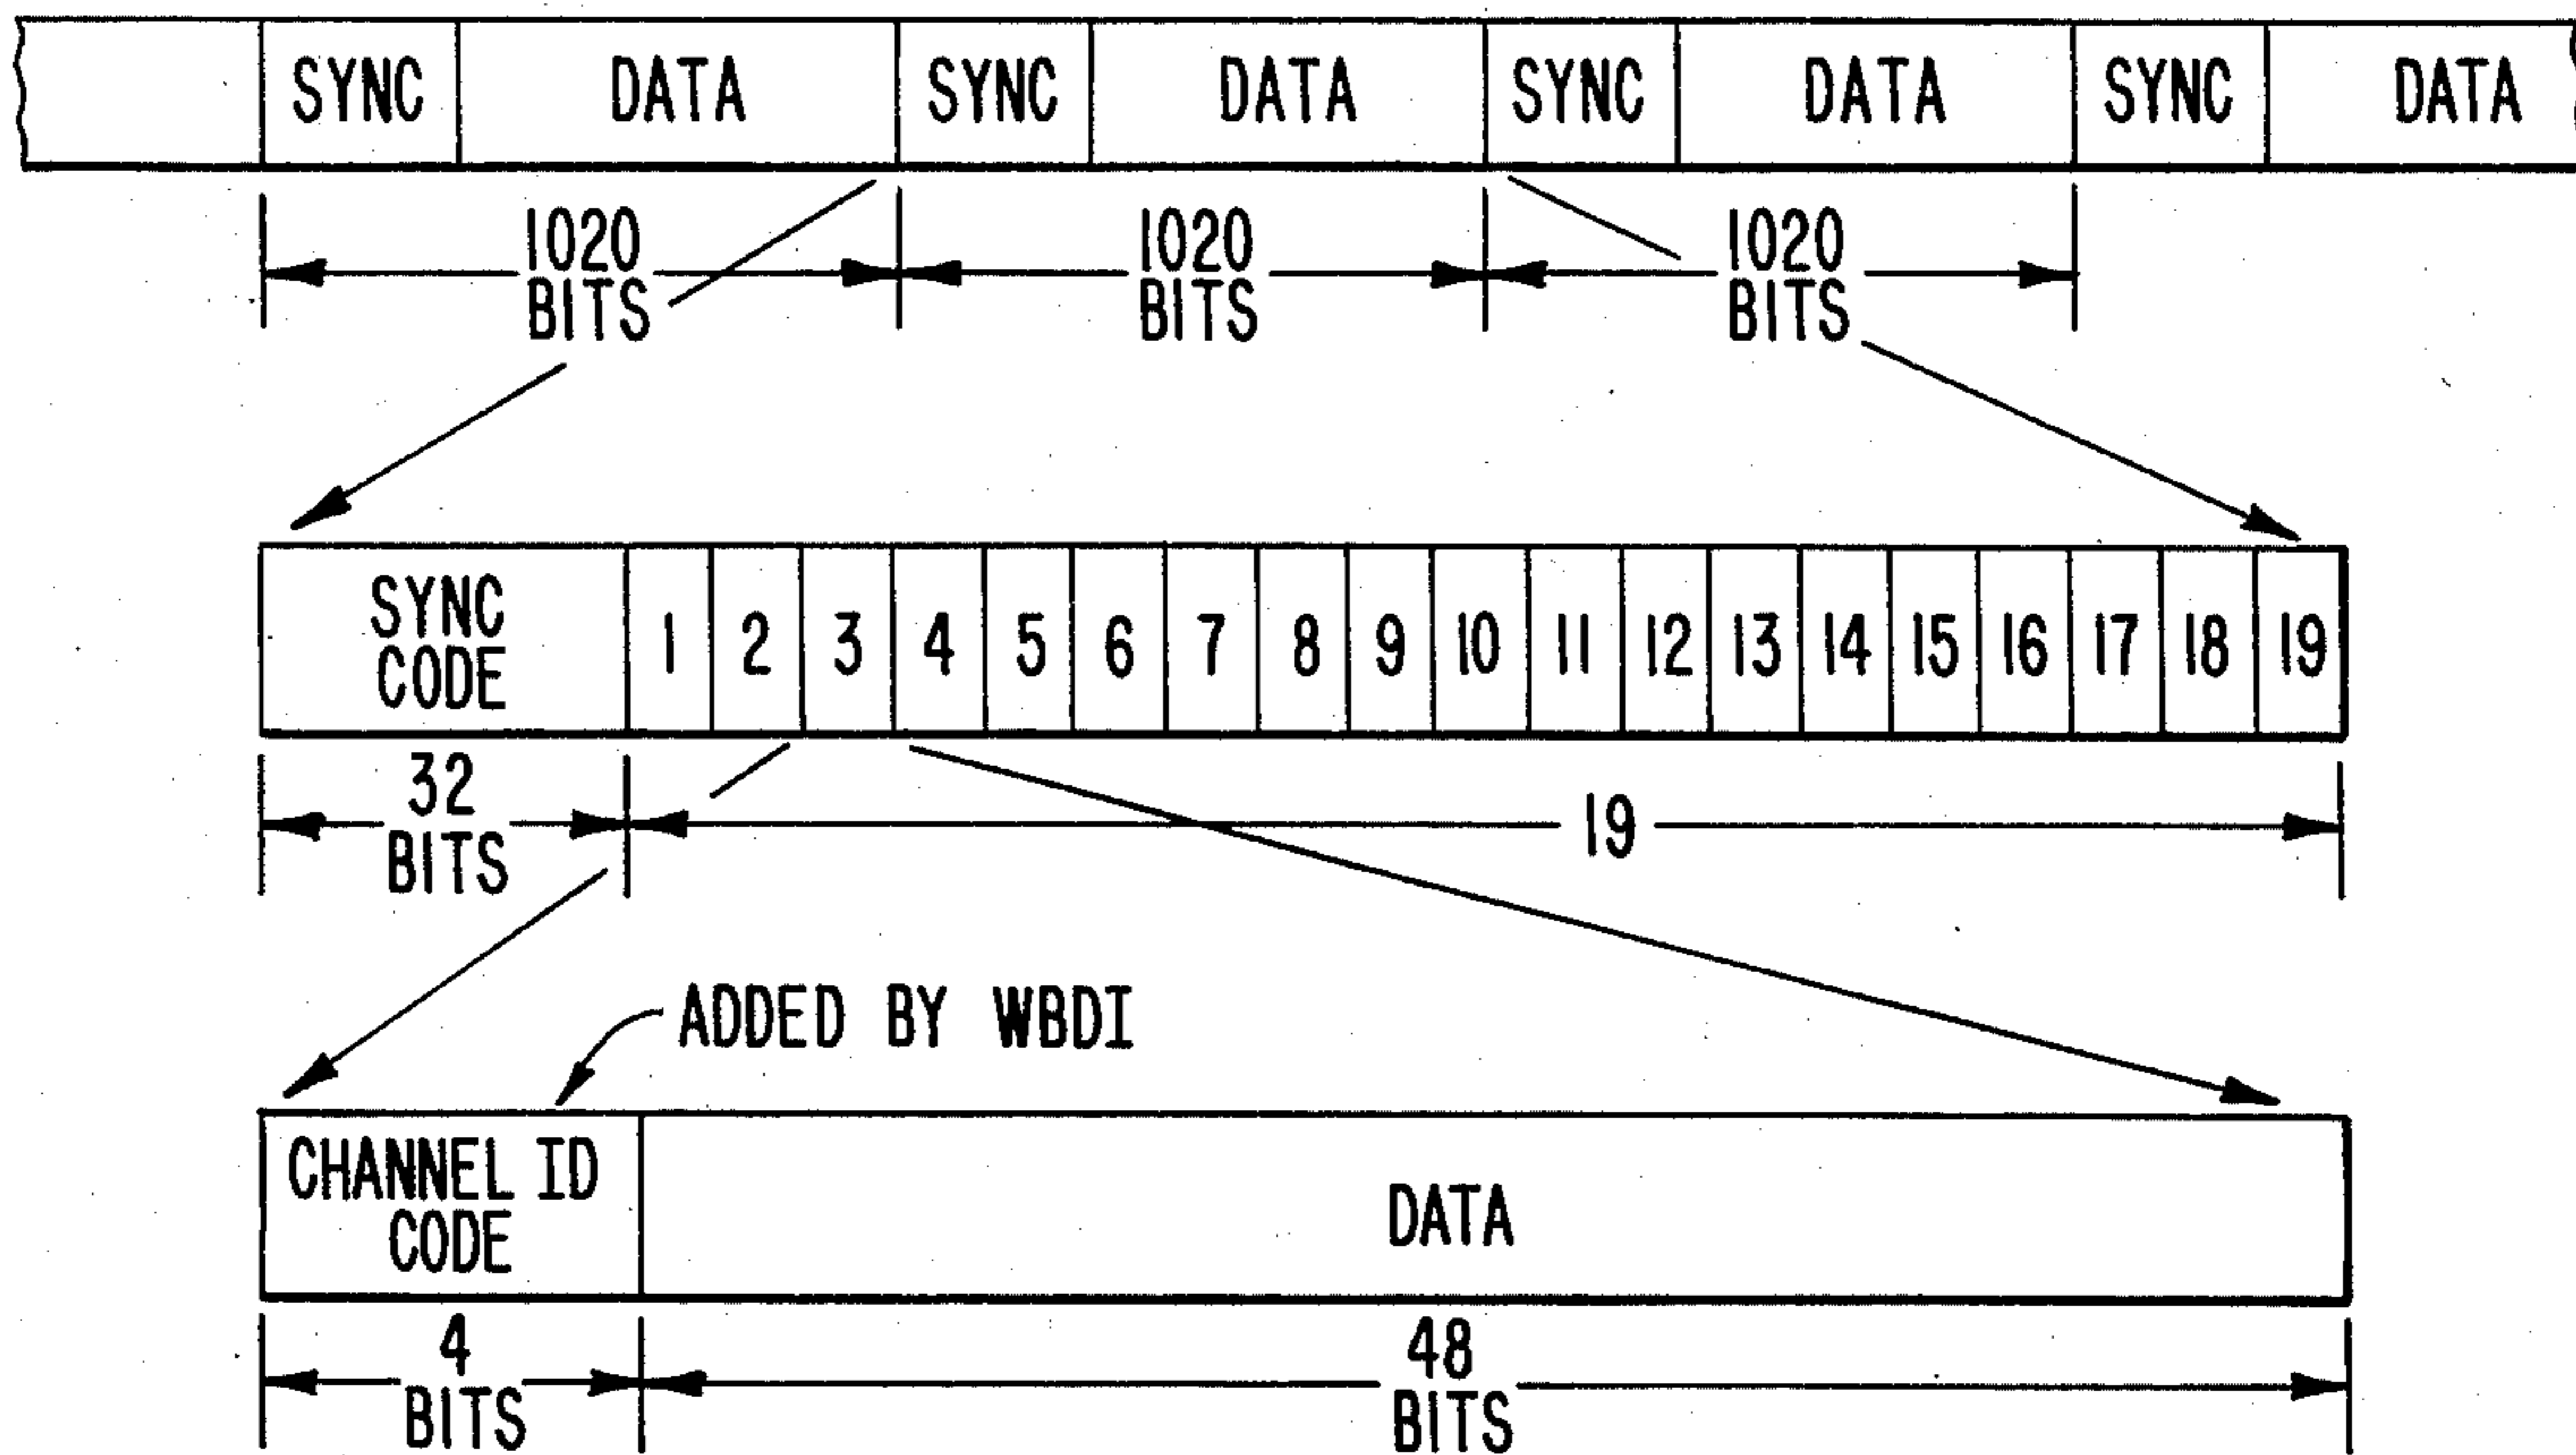 SYNC DATA SYNC DATA SYNC DATA SYNC DATA
1020 BITS 1020 BITS 1020 BITS
SYNC CODE 1 2 3 4 5 6 7 8 9 10 11 12 13 14 15 16 17 18 19
32 BITS 19
ADDED BY WBDI
CHANNEL ID CODE DATA
4 BITS 48 BITS